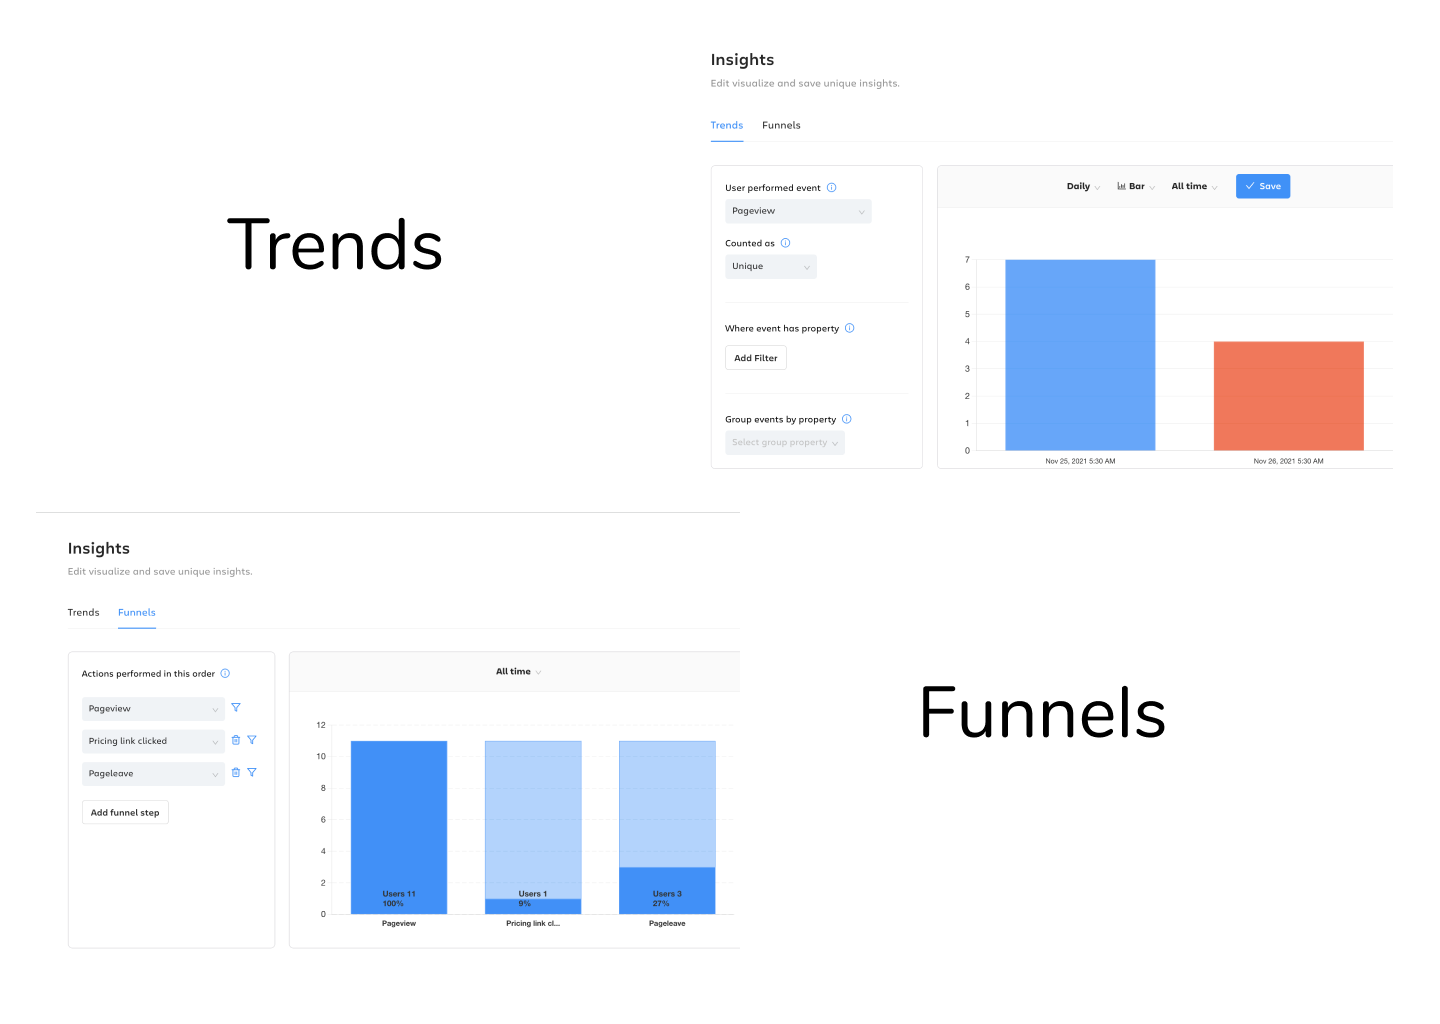 Trends
Insights
Edit visualize and save unique insights.
Trends Funnels
User performed event
Pageview
Counted as
Unique
Where event has property
Add Filter
Group events by property
Select group property
Daily Bar All time Save
7
6
5
4
3
2
1
0
Nov 25, 2021 5:30 AM Nov 26, 2021 5:30 AM
Insights
Edit visualize and save unique insights.
Trends Funnels
Actions performed in this order
Pageview
Pricing link clicked
Pageleave
Add funnel step
All time
12
10
8
6
4
2
0
Users 11
100%
Users 1
9%
Users 3
27%
Pageview Pricing link cl... Pageleave
Funnels